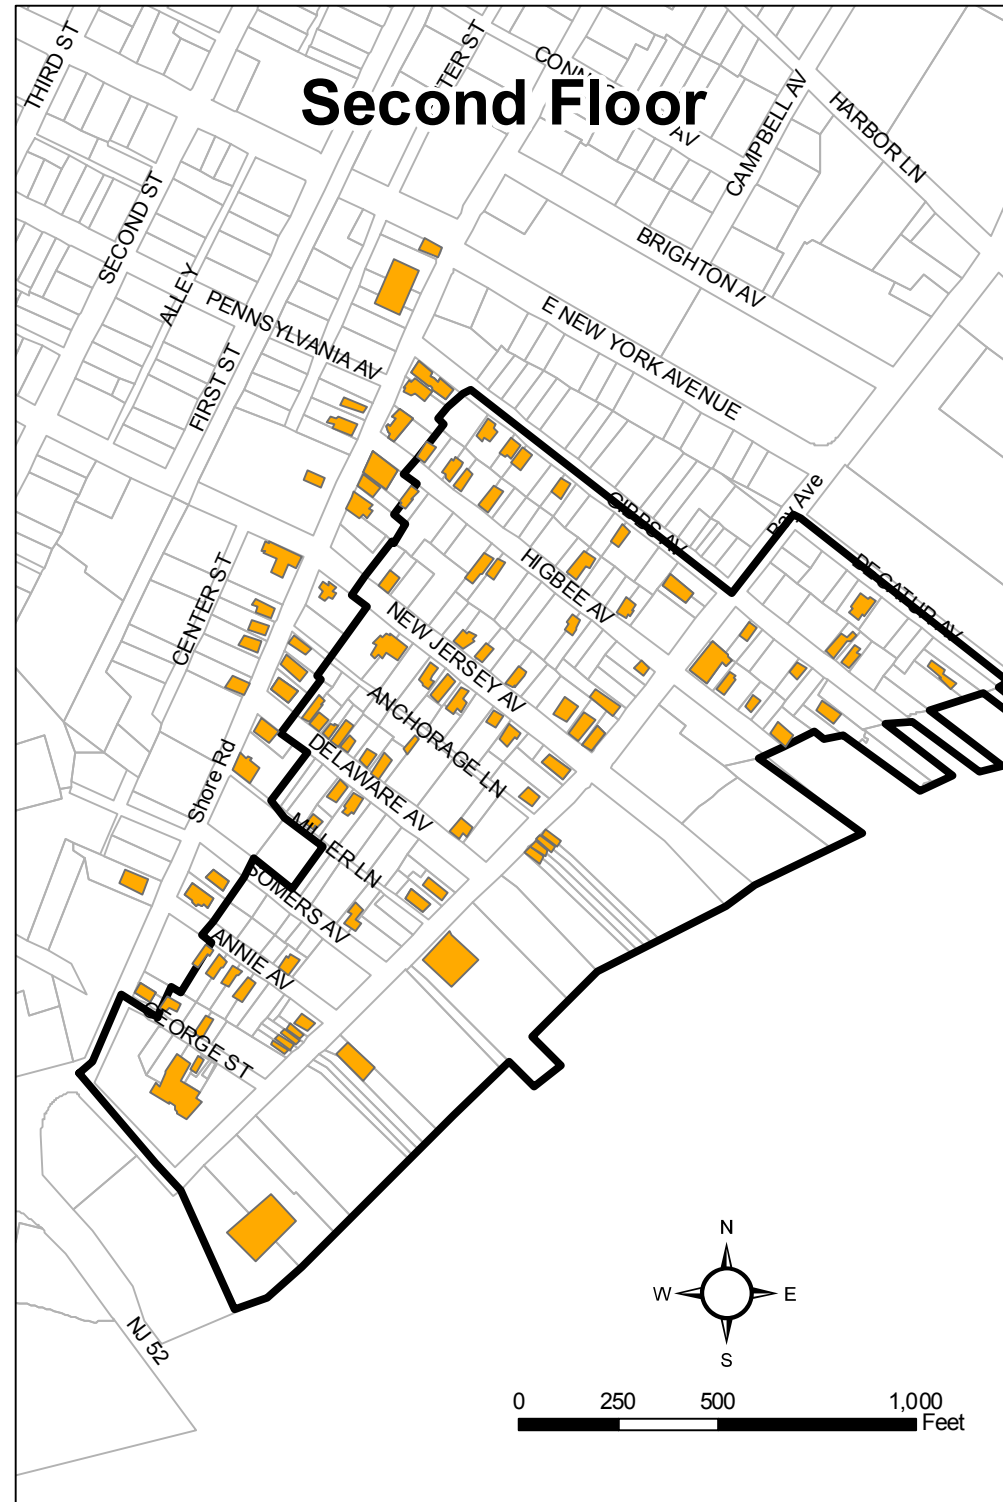 Second Floor
THIRD ST
HARBOR LN
CAMPBELL AV
SECOND ST
BRIGHTON AV
ALLEY
PENNSYLVANIA AV
E NEW YORK AVENUE
FIRST ST
Bay Ave
GIBBS AV
HIGBEE AV
DECATUR AV
CENTER ST
NEW JERSEY AV
ANCHORAGE LN
DELAWARE AV
Shore Rd
MILLER LN
SOMERS AV
ANNIE AV
GEORGE ST
NJ 52
N
W E
S
0 250 500 1,000
Feet